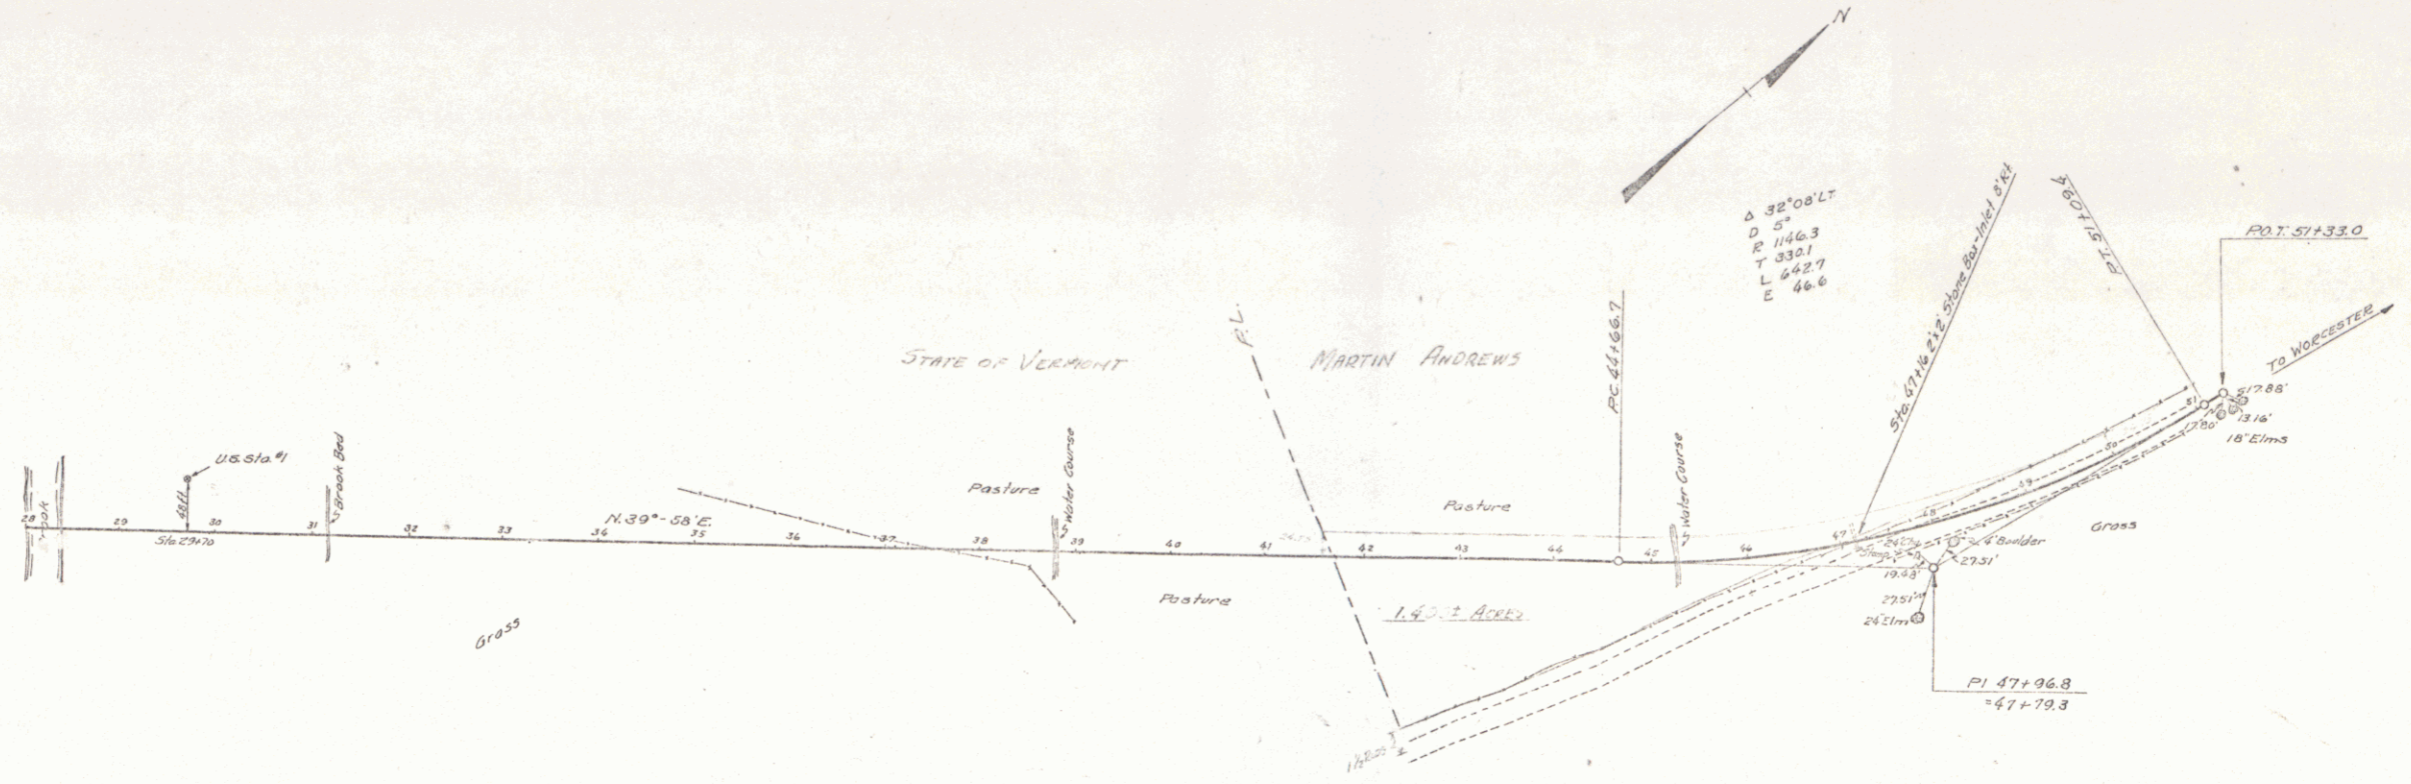 N
Δ 32°08' LT
D 5°
R 1146.3
T 330.1
L 642.7
E 46.6
Sta. 47+16 2'x2' Stone Box-Inlet 8' Rt
P.T. 51+09.4
P.O.T. 51+33.0
TO WORCESTER
P.C. 44+66.7
P.L.
STATE OF VERMONT
MARTIN ANDREWS
S17.88'
13.16'
17.80'
18" Elms
U.S. Sta. #1
48 ft.
Sta 29+70
Brook Bed
Water Course
Pasture
Pasture
Water Course
N. 39°-58' E.
28 29 30 31 32 33 34 35 36 37 38 39 40 41 42 43 44 45 46 47 48 49 50 51
Grass
4' Boulder
Stump
27.51'
19.48'
27.51'
24" Elm
Pasture
Grass
ACRES
PI 47+96.8
=47+79.3